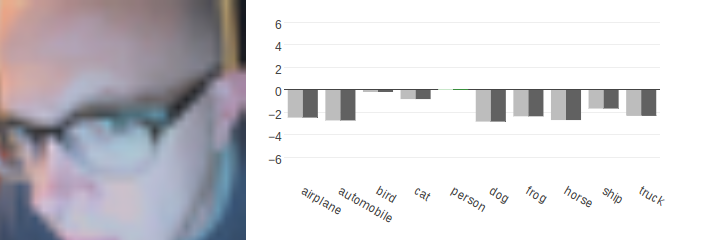 6
4
2
0
−2
−4
−6
airplane
automobile
bird
cat
person
dog
frog
horse
ship
truck